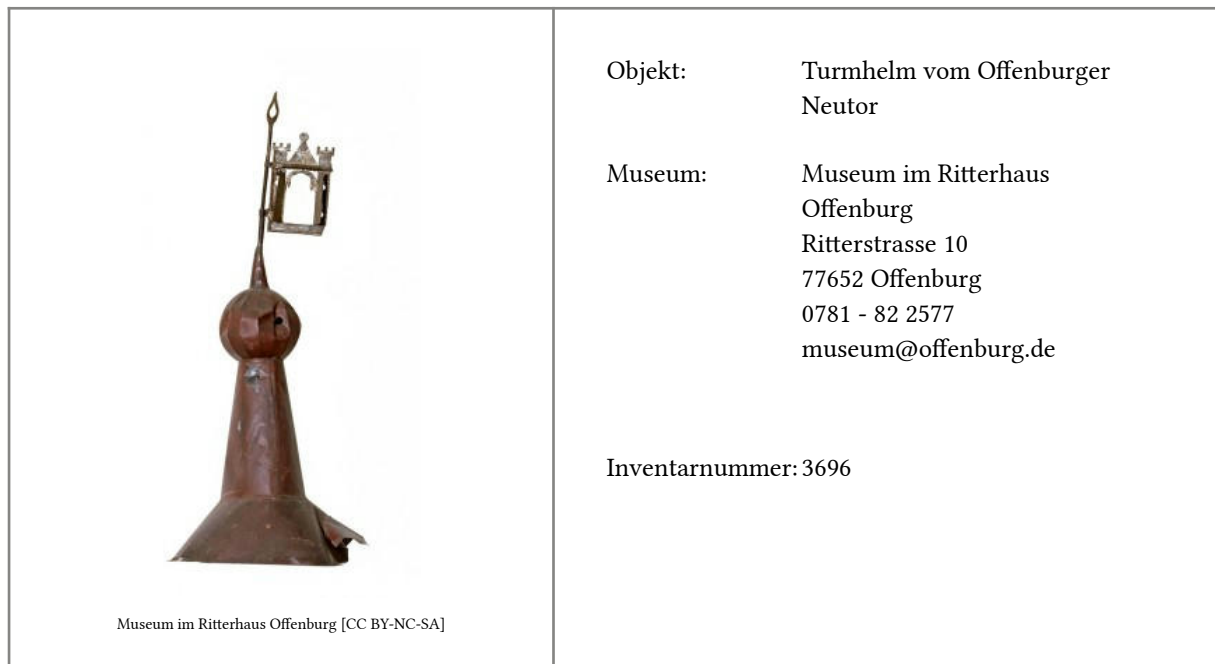 Objekt: Turmhelm vom Offenburger
Neutor
Museum: Museum im Ritterhaus
Offenburg
Ritterstrasse 10
77652 Offenburg
0781 - 82 2577
museum@offenburg.de
Inventarnummer: 3696
Museum im Ritterhaus Offenburg [CC BY-NC-SA]